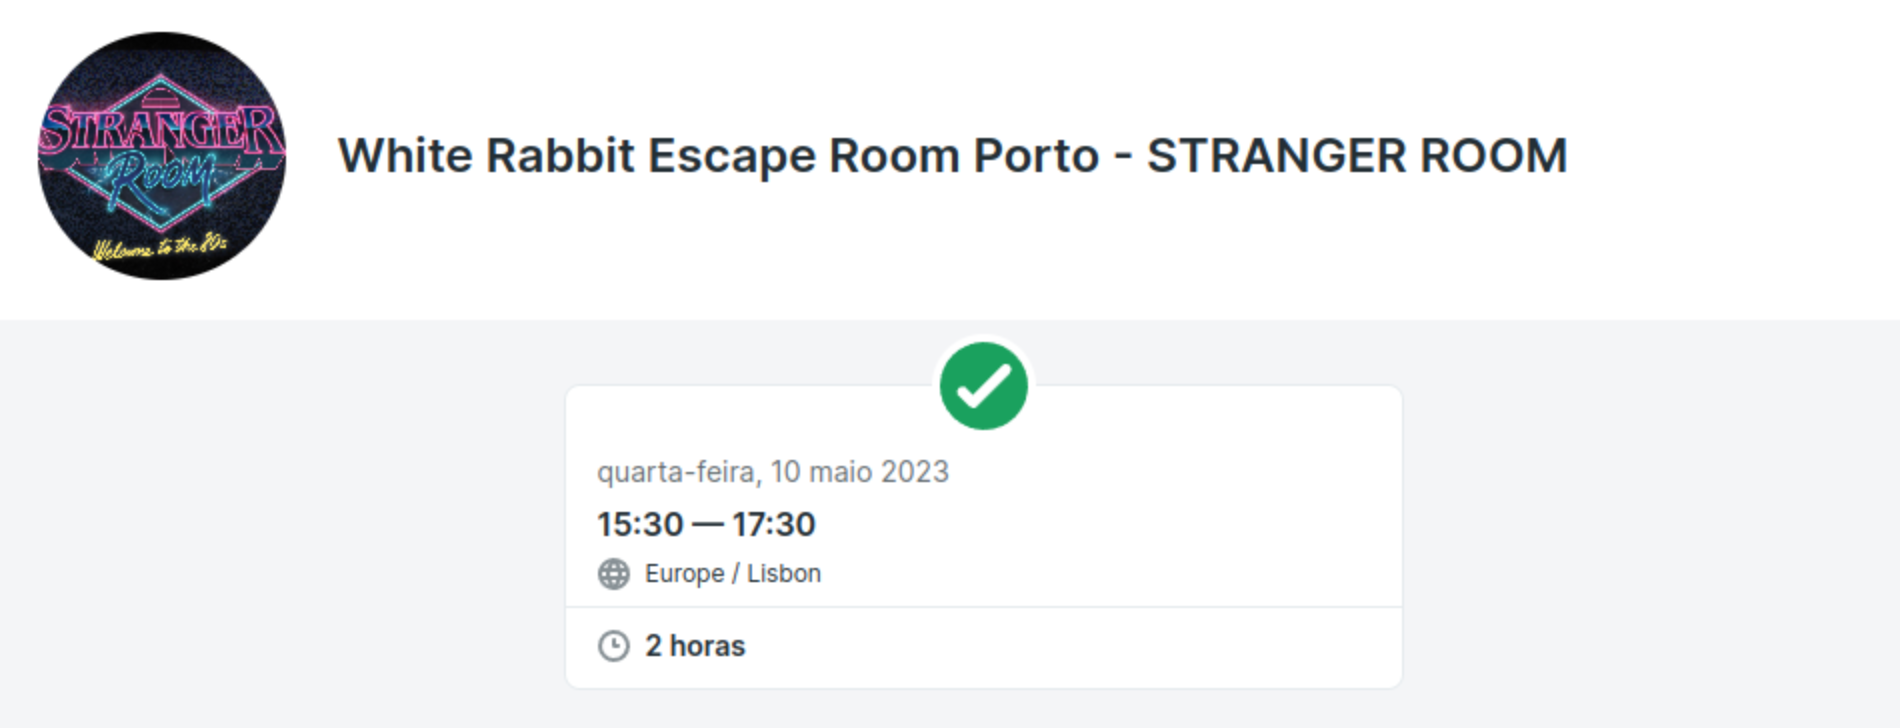 STRANGER
Room
Welcome to the 80s
White Rabbit Escape Room Porto - STRANGER ROOM
quarta-feira, 10 maio 2023
15:30 — 17:30
Europe / Lisbon
2 horas